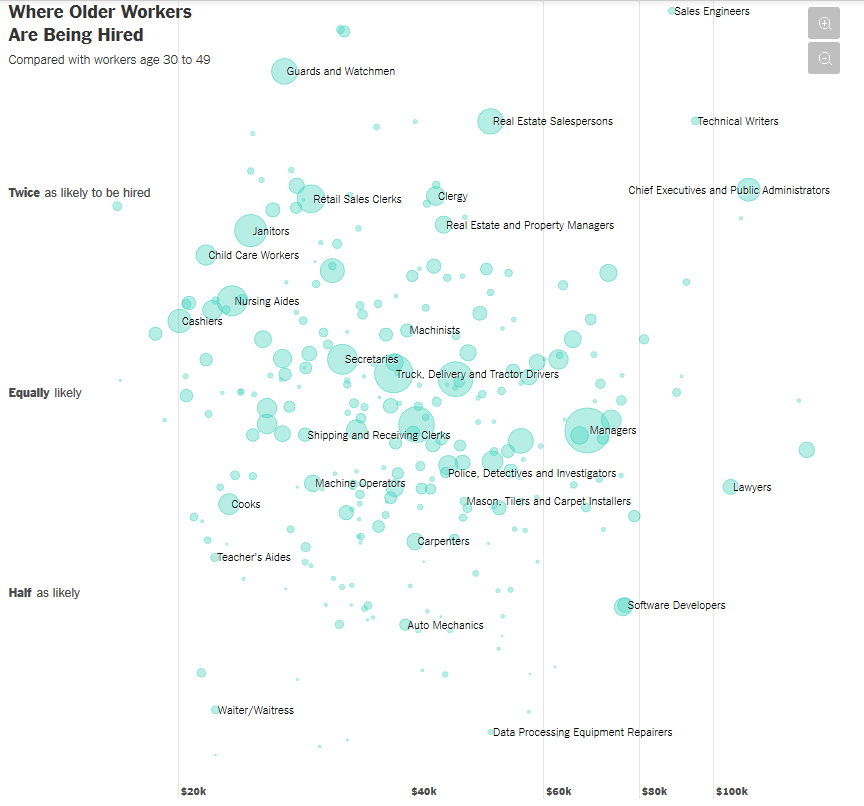 Where Older Workers
Are Being Hired
Compared with workers age 30 to 49
Sales Engineers
Guards and Watchmen
Real Estate Salespersons
Technical Writers
Twice as likely to be hired
Chief Executives and Public Administrators
Retail Sales Clerks
Clergy
Real Estate and Property Managers
Janitors
Child Care Workers
Nursing Aides
Cashiers
Machinists
Secretaries
Truck, Delivery and Tractor Drivers
Equally likely
Managers
Shipping and Receiving Clerks
Police, Detectives and Investigators
Machine Operators
Lawyers
Mason, Tilers and Carpet Installers
Cooks
Carpenters
Teacher's Aides
Half as likely
Software Developers
Auto Mechanics
Waiter/Waitress
Data Processing Equipment Repairers
$20k $40k $60k $80k $100k